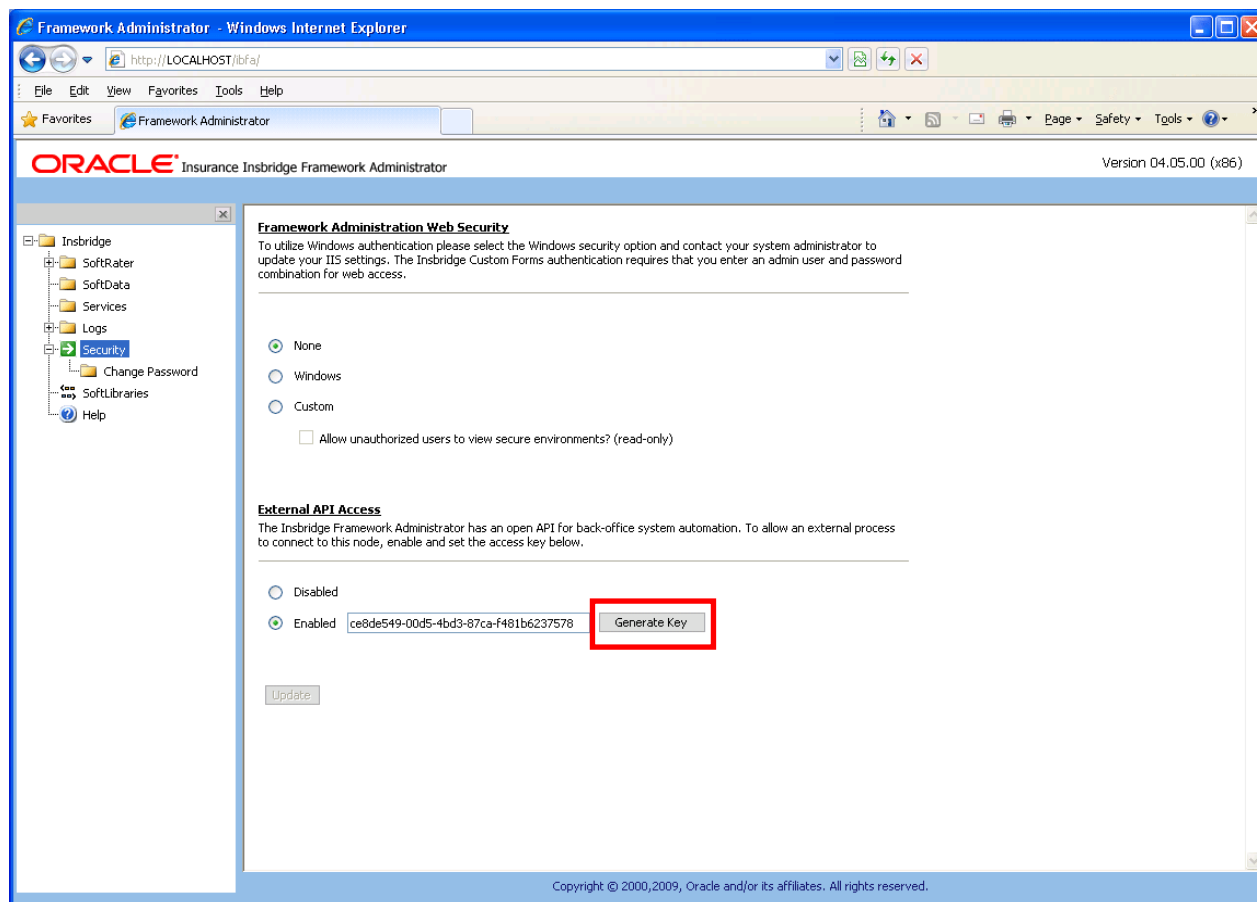 Framework Administrator - Windows Internet Explorer
http://LOCALHOST/ibfa/
File Edit View Favorites Tools Help
Favorites Framework Administrator Page Safety Tools
ORACLE Insurance Insbridge Framework Administrator Version 04.05.00 (x86)
Insbridge
SoftRater
SoftData
Services
Logs
Security
Change Password
SoftLibraries
Help
Framework Administration Web Security
To utilize Windows authentication please select the Windows security option and contact your system administrator to
update your IIS settings. The Insbridge Custom Forms authentication requires that you enter an admin user and password
combination for web access.
None
Windows
Custom
Allow unauthorized users to view secure environments? (read-only)
External API Access
The Insbridge Framework Administrator has an open API for back-office system automation. To allow an external process
to connect to this node, enable and set the access key below.
Disabled
Enabled ce8de549-00d5-4bd3-87ca-f481b6237578 Generate Key
Update
Copyright © 2000,2009, Oracle and/or its affiliates. All rights reserved.